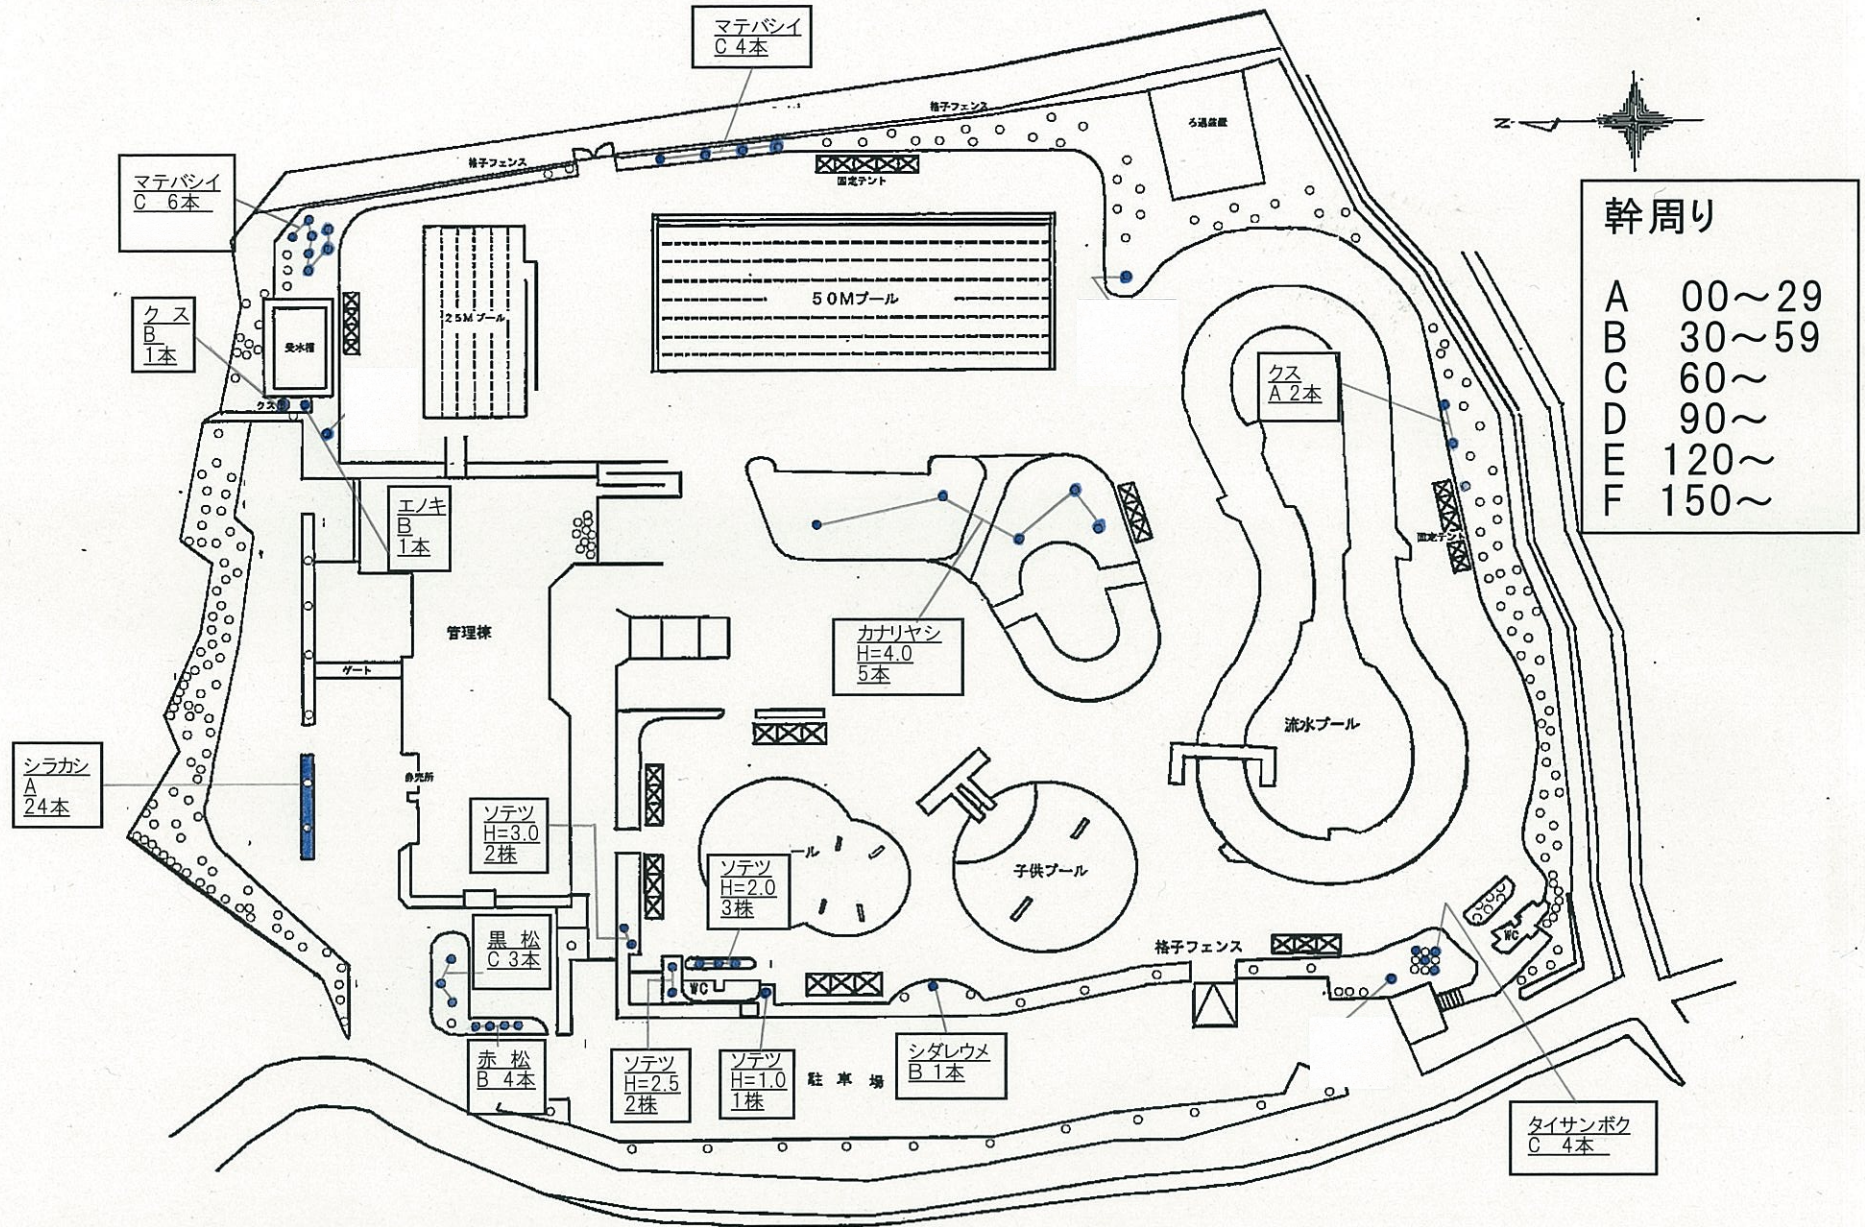 マテバシイ
C 4本
格子フェンス
ろ過装置
N
格子フェンス
固定テント
マテバシイ
C 6本
幹周り
A 00～29
B 30～59
C 60～
D 90～
E 120～
F 150～
クス
B
1本
受水槽
25Mプール
50Mプール
クス
A 2本
クス
エノキ
B
1本
固定テント
管理棟
カナリヤシ
H=4.0
5本
ゲート
流水プール
シラカシ
A
24本
券売所
ソテツ
H=3.0
2株
ール
ソテツ
H=2.0
3株
子供プール
黒松
C 3本
格子フェンス
WC
WC
赤松
B 4本
ソテツ
H=2.5
2株
ソテツ
H=1.0
1株
駐車場
シダレウメ
B 1本
タイサンボク
C 4本